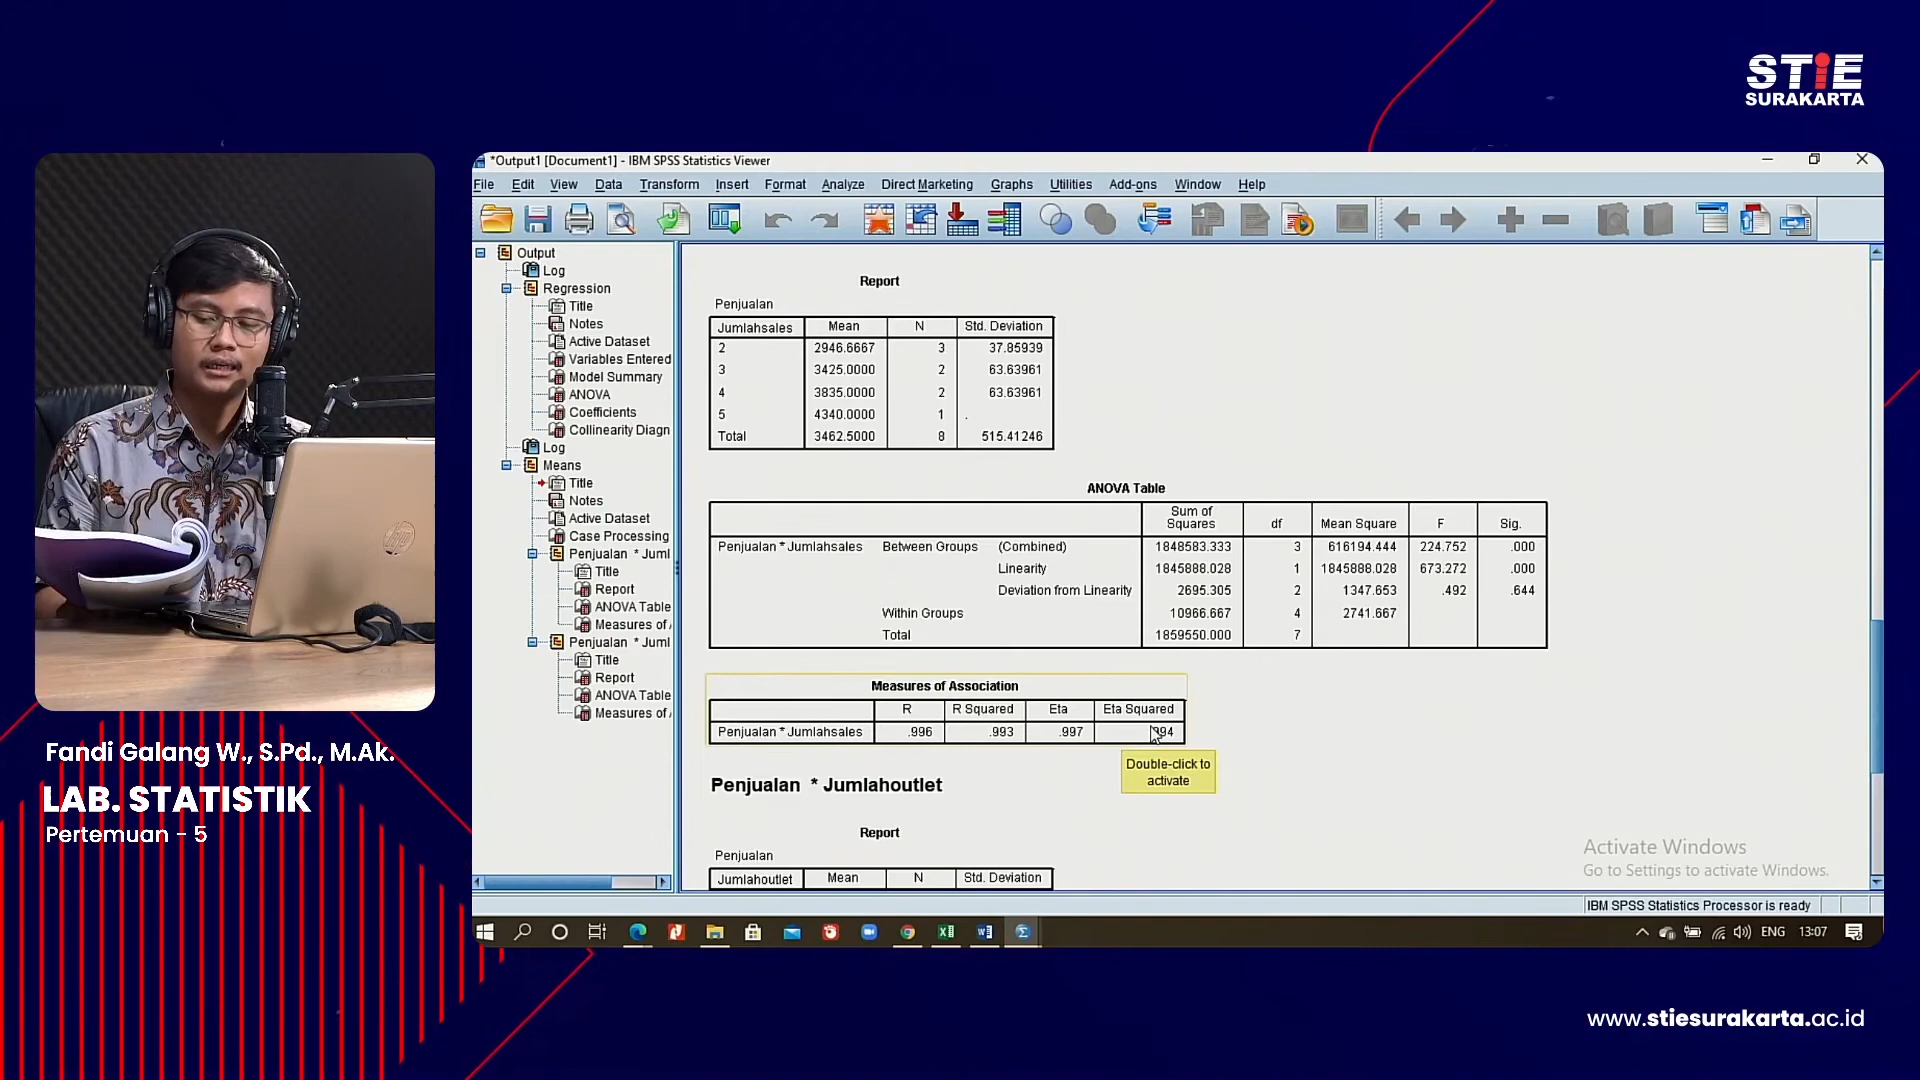 STiE
SURAKARTA
*Output1 [Document1] - IBM SPSS Statistics Viewer
File Edit View Data Transform Insert Format Analyze Direct Marketing Graphs Utilities Add-ons Window Help
Output
Log
Regression
Title
Notes
Active Dataset
Variables Entered
Model Summary
ANOVA
Coefficients
Collinearity Diagn
Log
Means
Title
Notes
Active Dataset
Case Processing
Penjualan * Juml
Title
Report
ANOVA Table
Measures of
Penjualan * Juml
Title
Report
ANOVA Table
Measures of
Report
Penjualan
Jumlahsales Mean N Std. Deviation
2 2946.6667 3 37.85939
3 3425.0000 2 63.63961
4 3835.0000 2 63.63961
5 4340.0000 1 .
Total 3462.5000 8 515.41246
ANOVA Table
Sum of Squares df Mean Square F Sig.
Penjualan * Jumlahsales Between Groups (Combined) 1848583.333 3 616194.444 224.752 .000
Linearity 1845888.028 1 1845888.028 673.272 .000
Deviation from Linearity 2695.305 2 1347.653 .492 .644
Within Groups 10966.667 4 2741.667
Total 1859550.000 7
Measures of Association
R R Squared Eta Eta Squared
Penjualan * Jumlahsales .996 .993 .997
Double-click to
activate
Penjualan * Jumlahoutlet
Report
Penjualan
Jumlahoutlet Mean N Std. Deviation
Activate Windows
Go to Settings to activate Windows.
IBM SPSS Statistics Processor is ready
ENG 13:07
hp
Fandi Galang W., S.Pd., M.Ak.
LAB. STATISTIK
Pertemuan - 5
www.stiesurakarta.ac.id